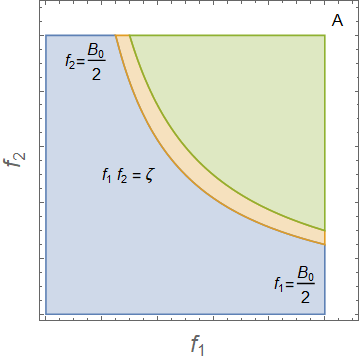 A
f₂=B₀/2
f₁ f₂ = ζ
f₂
f₁=B₀/2
f₁